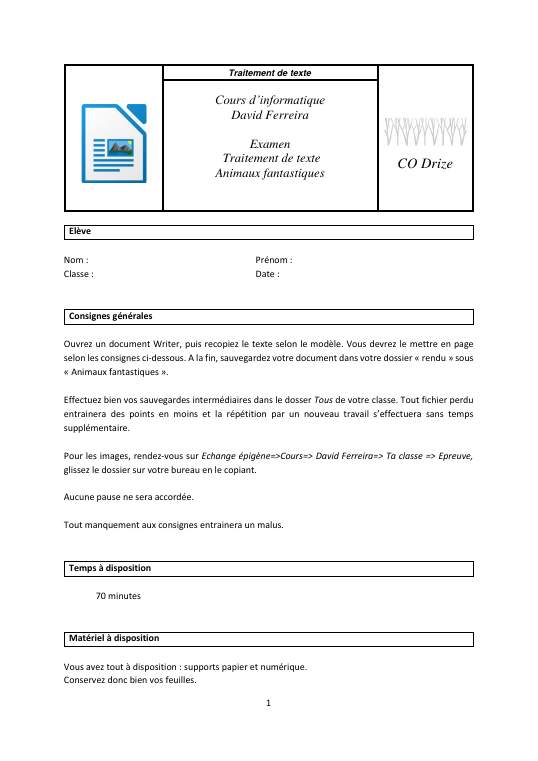 Traitement de texte
Cours d'informatique
David Ferreira
Examen
Traitement de texte
Animaux fantastiques
CO Drize
Elève
Nom :
Prénom :
Classe :
Date :
Consignes générales
Ouvrez un document Writer, puis recopiez le texte selon le modèle. Vous devrez le mettre en page
selon les consignes ci-dessous. A la fin, sauvegardez votre document dans votre dossier « rendu » sous
« Animaux fantastiques ».
Effectuez bien vos sauvegardes intermédiaires dans le dosser Tous de votre classe. Tout fichier perdu
entrainera des points en moins et la répétition par un nouveau travail s'effectuera sans temps
supplémentaire.
Pour les images, rendez-vous sur Echange épigène=>Cours=> David Ferreira=> Ta classe => Epreuve,
glissez le dossier sur votre bureau en le copiant.
Aucune pause ne sera accordée.
Tout manquement aux consignes entrainera un malus.
Temps à disposition
70 minutes
Matériel à disposition
Vous avez tout à disposition : supports papier et numérique.
Conservez donc bien vos feuilles.
1